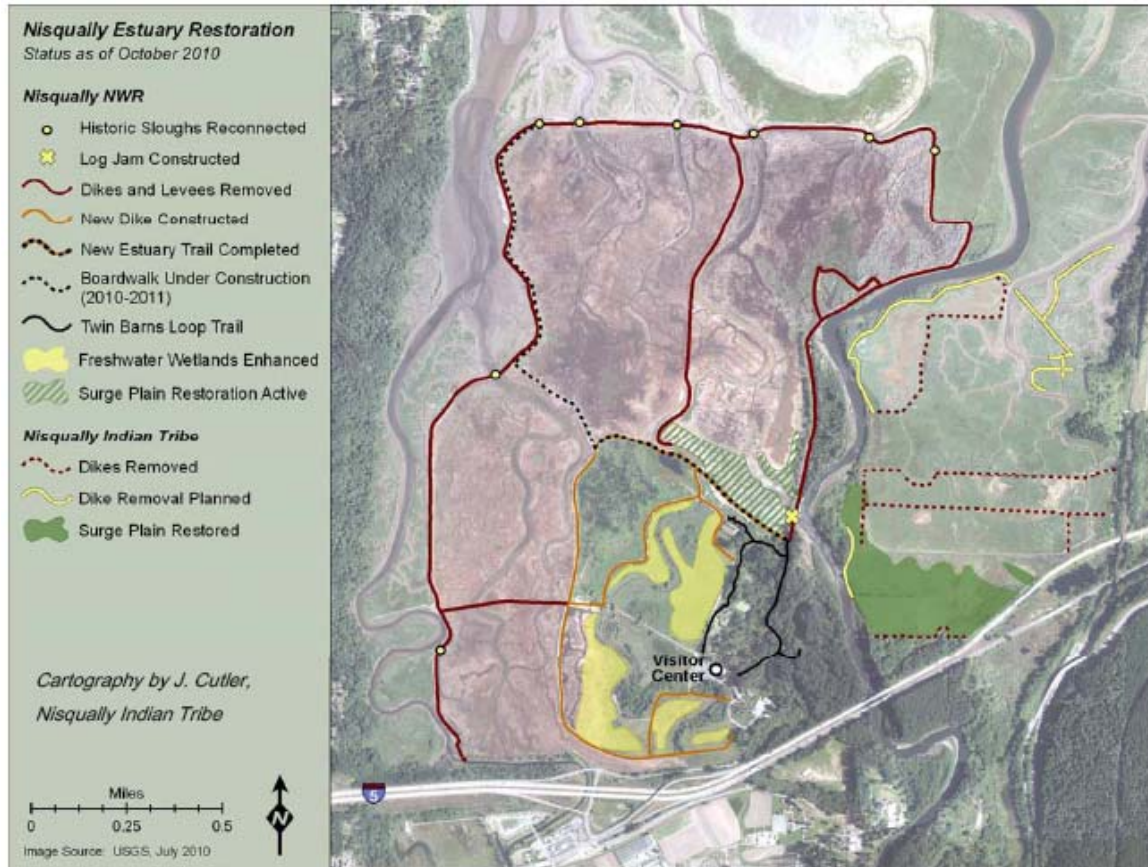 Nisqually Estuary Restoration
Status as of October 2010
Nisqually NWR
Historic Sloughs Reconnected
Log Jam Constructed
Dikes and Levees Removed
New Dike Constructed
New Estuary Trail Completed
Boardwalk Under Construction
(2010-2011)
Twin Barns Loop Trail
Freshwater Wetlands Enhanced
Surge Plain Restoration Active
Nisqually Indian Tribe
Dikes Removed
Dike Removal Planned
Surge Plain Restored
Cartography by J. Cutler,
Nisqually Indian Tribe
Miles
0 0.25 0.5
N
Image Source: USGS, July 2010
Visitor
Center
5